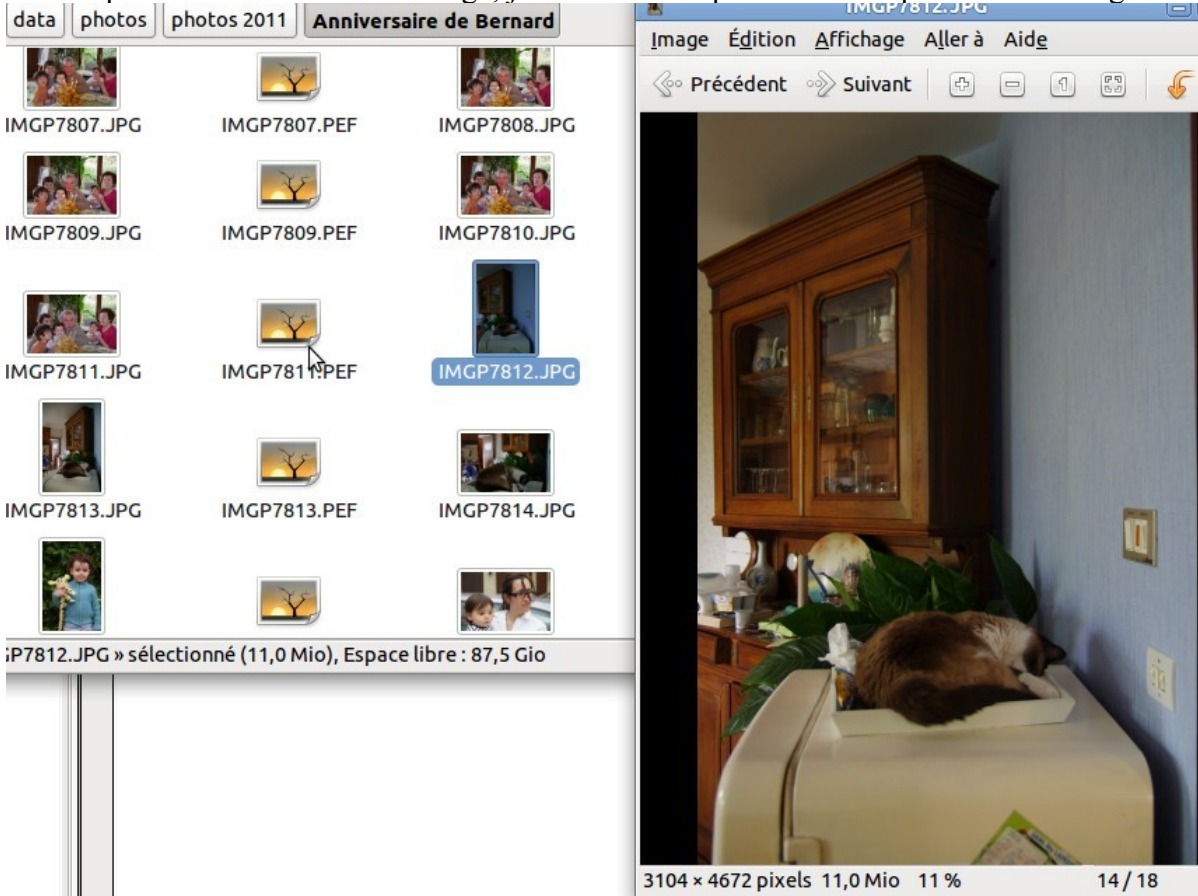 data photos photos 2011 Anniversaire de Bernard
IMGP7807.JPG IMGP7807.PEF IMGP7808.JPG
IMGP7809.JPG IMGP7809.PEF IMGP7810.JPG
IMGP7811.JPG IMGP7811.PEF IMGP7812.JPG
IMGP7813.JPG IMGP7813.PEF IMGP7814.JPG
GP7812.JPG » sélectionné (11,0 Mio), Espace libre : 87,5 Gio
IMGP7812.JPG
Image Édition Affichage Aller à Aide
Précédent Suivant
3104 × 4672 pixels 11,0 Mio 11 % 14 / 18